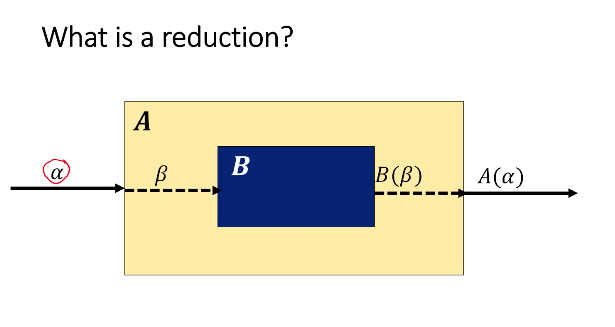 What is a reduction?
A
B
α
β
B(β)
A(α)